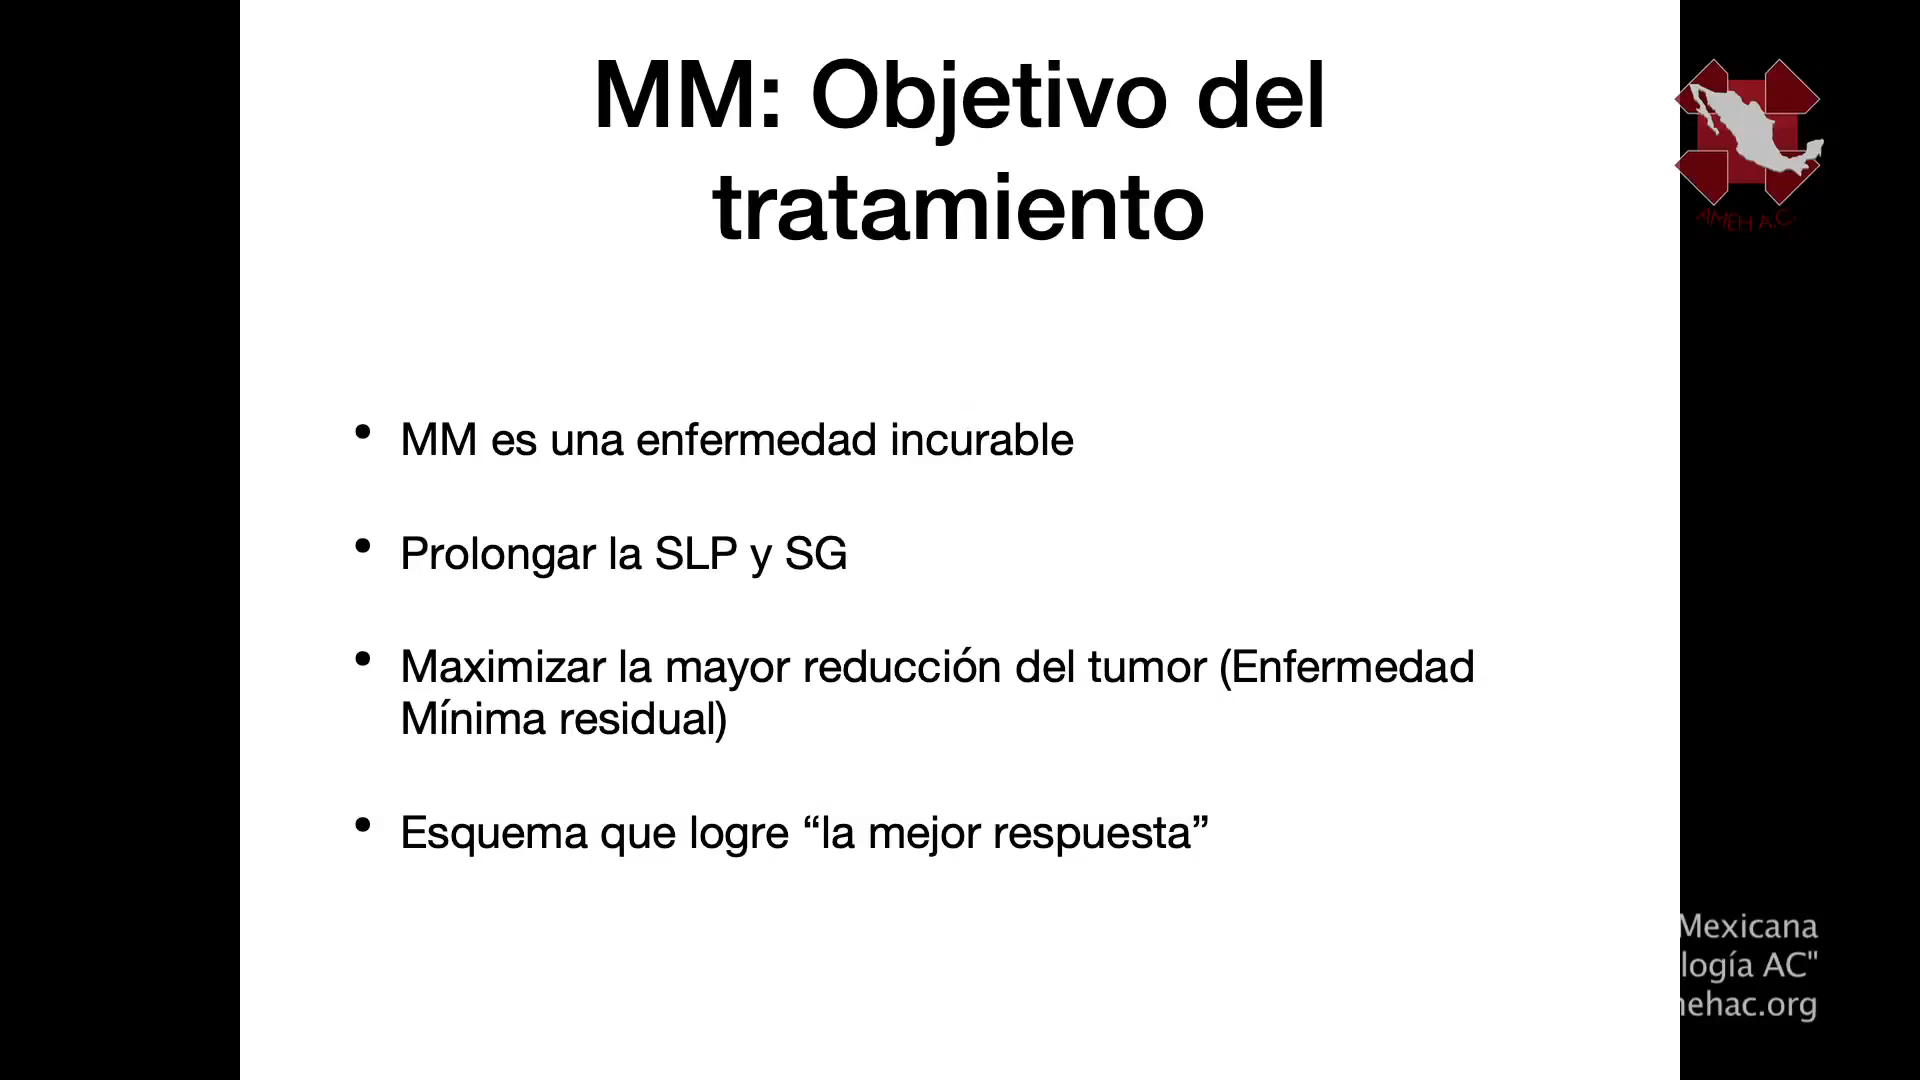 MM: Objetivo del
tratamiento
• MM es una enfermedad incurable
• Prolongar la SLP y SG
• Maximizar la mayor reducción del tumor (Enfermedad
Mínima residual)
• Esquema que logre “la mejor respuesta”
AMEH A.C.
Mexicana
logía AC"
ehac.org